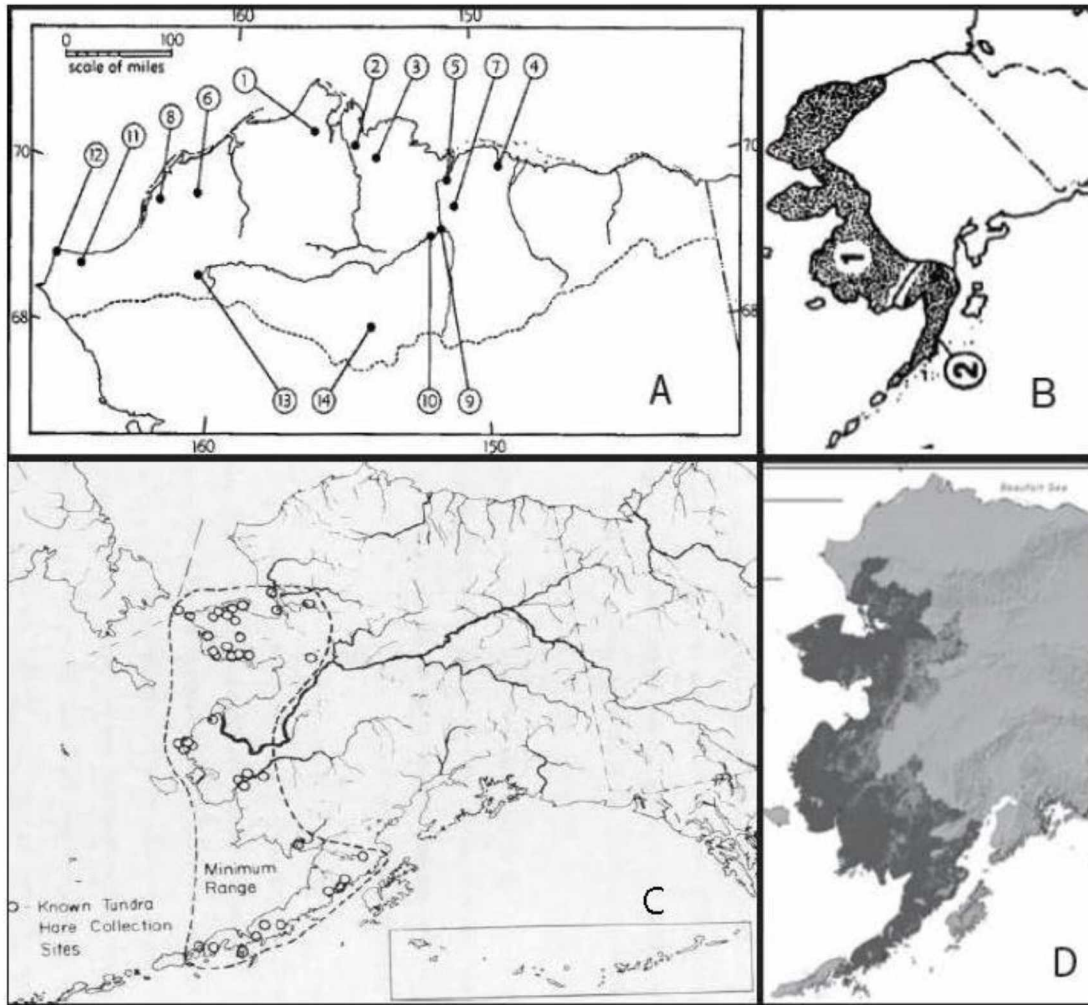 160
150
0
100
scale of miles
1
2
3
5
7
4
12
11
8
6
70
70
68
68
13
14
10
9
A
160
150
1
2
B
Minimum
Range
Known Tundra
Hare Collection
Sites
C
Beaufort Sea
D